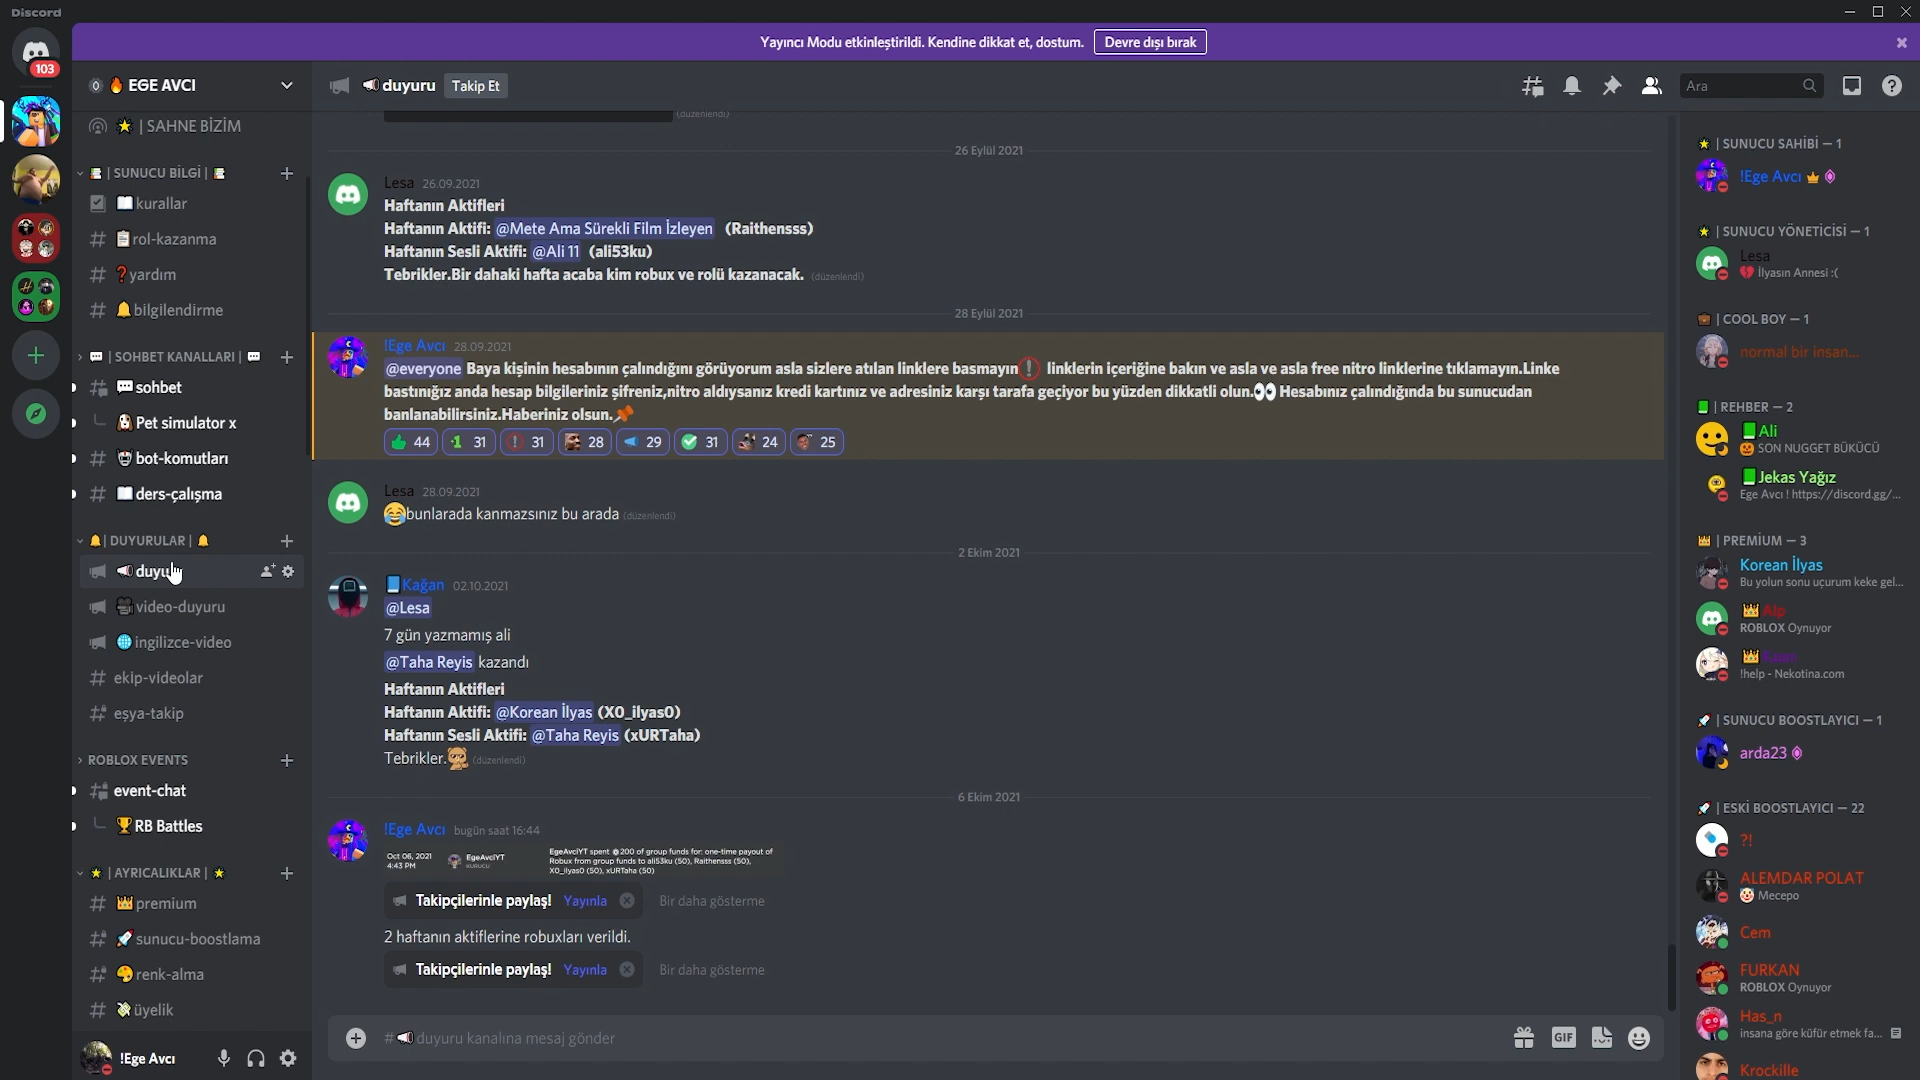 Discord
Yayıncı Modu etkinleştirildi. Kendine dikkat et, dostum. Devre dışı bırak
103
EGE AVCI
| SAHNE BİZİM
| SUNUCU BİLGİ |
kurallar
rol-kazanma
yardım
bilgilendirme
| SOHBET KANALLARI |
sohbet
Pet simulator x
bot-komutları
ders-çalışma
| DUYURULAR |
video-duyuru
ingilizce-video
ekip-videolar
eşya-takip
ROBLOX EVENTS
event-chat
RB Battles
| AYRICALIKLAR |
premium
sunucu-boostlama
renk-alma
üyelik
!Ege Avcı
duyuru Takip Et
Ara
(düzenlendi)
26 Eylül 2021
Lesa 26.09.2021
Haftanın Aktifleri
Haftanın Aktifi: @Mete Ama Sürekli Film İzleyen (Raithensss)
Haftanın Sesli Aktifi: @Ali 11 (ali53ku)
Tebrikler.Bir dahaki hafta acaba kim robux ve rolü kazanacak. (düzenlendi)
28 Eylül 2021
!Ege Avcı 28.09.2021
@everyone Baya kişinin hesabının çalındığını görüyorum asla sizlere atılan linklere basmayın❗ linklerin içeriğine bakın ve asla ve asla free nitro linklerine tıklamayın.Linke
bastınığız anda hesap bilgileriniz şifreniz,nitro aldıysanız kredi kartınız ve adresiniz karşı tarafa geçiyor bu yüzden dikkatli olun.👀 Hesabınız çalındığında bu sunucudan
banlanabilirsiniz.Haberiniz olsun.📌
44 31 31 28 29 31 24 25
Lesa 28.09.2021
😂bunlarada kanmazsınız bu arada (düzenlendi)
2 Ekim 2021
Kağan 02.10.2021
@Lesa
7 gün yazmamış ali
@Taha Reyis kazandı
Haftanın Aktifleri
Haftanın Aktifi: @Korean İlyas (X0_ilyas0)
Haftanın Sesli Aktifi: @Taha Reyis (xURTaha)
Tebrikler. (düzenlendi)
6 Ekim 2021
!Ege Avcı bugün saat 16:44
Oct 06, 2021
4:43 PM
EgeAvciYT
KURUCU
EgeAvciYT spent 200 of group funds for: one-time payout of
Robux from group funds to ali53ku (50), Raithensss (50),
X0_ilyas0 (50), xURTaha (50)
Takipçilerinle paylaş! Yayınla Bir daha gösterme
2 haftanın aktiflerine robuxları verildi.
Takipçilerinle paylaş! Yayınla Bir daha gösterme
# duyuru kanalına mesaj gönder
GIF
| SUNUCU SAHİBİ — 1
!Ege Avcı
| SUNUCU YÖNETİCİSİ — 1
Lesa
İlyasın Annesi :(
| COOL BOY — 1
normal bir insan...
| REHBER — 2
Ali
SON NUGGET BÜKÜCÜ
Jekas Yağız
Ege Avcı ! https://discord.gg/...
| PREMİUM — 3
Korean İlyas
Bu yolun sonu uçurum keke gel...
Alp
ROBLOX Oynuyor
!help - Nekotina.com
| SUNUCU BOOSTLAYICI — 1
arda23
| ESKİ BOOSTLAYICI — 22
?!
ALEMDAR POLAT
Mecepo
Cem
FURKAN
ROBLOX Oynuyor
Has_n
insana göre küfür etmek fa...
Krockille